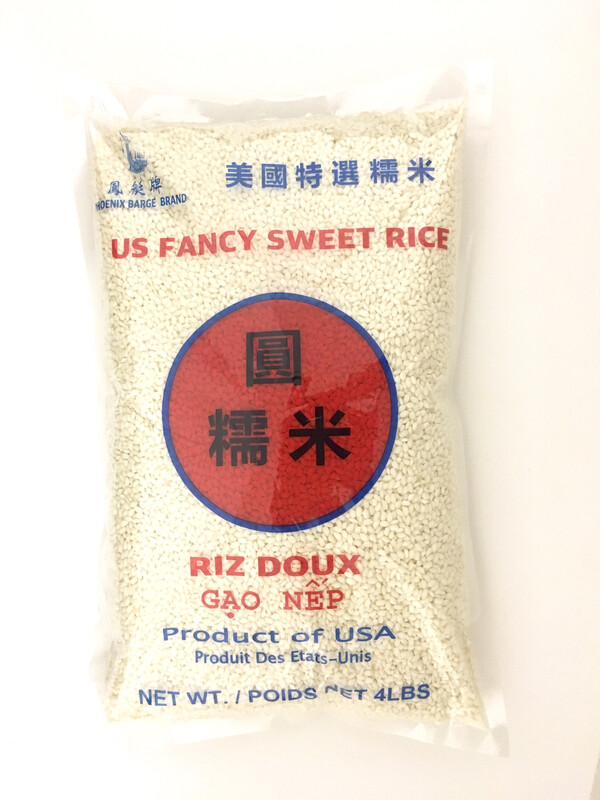 鳳艇牌
PHOENIX BARGE BRAND
美國特選糯米
US FANCY SWEET RICE
圓
糯米
RIZ DOUX
GẠO NẾP
Product of USA
Produit Des Etats-Unis
NET WT. / POIDS NET 4LBS